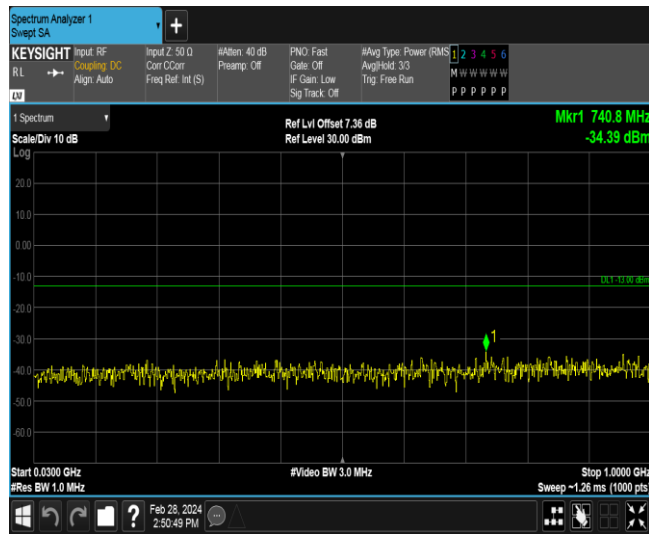 Spectrum Analyzer 1
Swept SA
+
KEYSIGHT
RL
LXI
Input: RF
Coupling: DC
Align: Auto
Input Z: 50 Ω
Corr CCorr
Freq Ref: Int (S)
#Atten: 40 dB
Preamp: Off
PNO: Fast
Gate: Off
IF Gain: Low
Sig Track: Off
#Avg Type: Power (RMS
Avg|Hold: 3/3
Trig: Free Run
1 2 3 4 5 6
M W W W W W
P P P P P P
1 Spectrum
Scale/Div 10 dB
Log
Ref Lvl Offset 7.36 dB
Ref Level 30.00 dBm
Mkr1 740.8 MHz
-34.39 dBm
20.0
10.0
0.00
-10.0
DL1 -13.00 dBm
-20.0
-30.0
1
-40.0
-50.0
-60.0
Start 0.0300 GHz
#Res BW 1.0 MHz
#Video BW 3.0 MHz
Stop 1.0000 GHz
Sweep ~1.26 ms (1000 pts)
?
Feb 28, 2024
2:50:49 PM